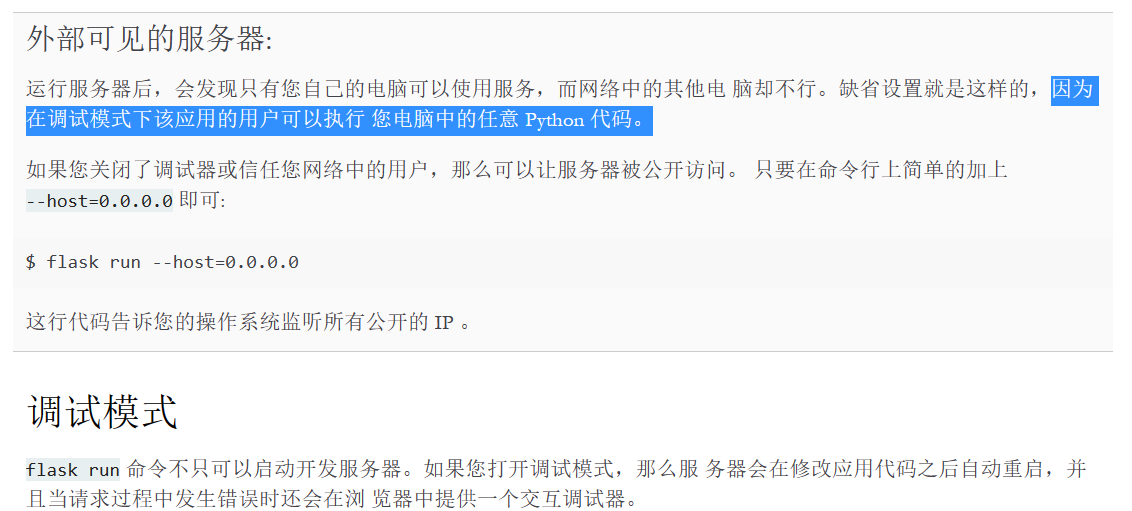 外部可见的服务器:
运行服务器后，会发现只有您自己的电脑可以使用服务，而网络中的其他电 脑却不行。缺省设置就是这样的，因为
在调试模式下该应用的用户可以执行 您电脑中的任意 Python 代码。
如果您关闭了调试器或信任您网络中的用户，那么可以让服务器被公开访问。 只要在命令行上简单的加上
--host=0.0.0.0 即可:
$ flask run --host=0.0.0.0
这行代码告诉您的操作系统监听所有公开的 IP 。
调试模式
flask run 命令不只可以启动开发服务器。如果您打开调试模式，那么服 务器会在修改应用代码之后自动重启，并
且当请求过程中发生错误时还会在浏 览器中提供一个交互调试器。